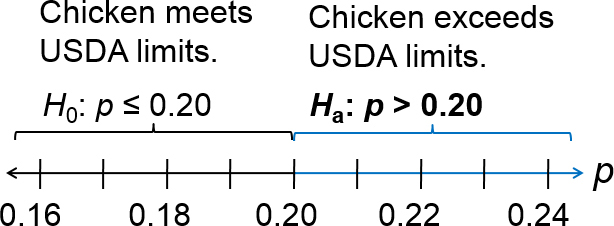 Chicken meets
USDA limits.
Chicken exceeds
USDA limits.
H₀: p ≤ 0.20
Hₐ: p > 0.20
p
0.16 0.18 0.20 0.22 0.24